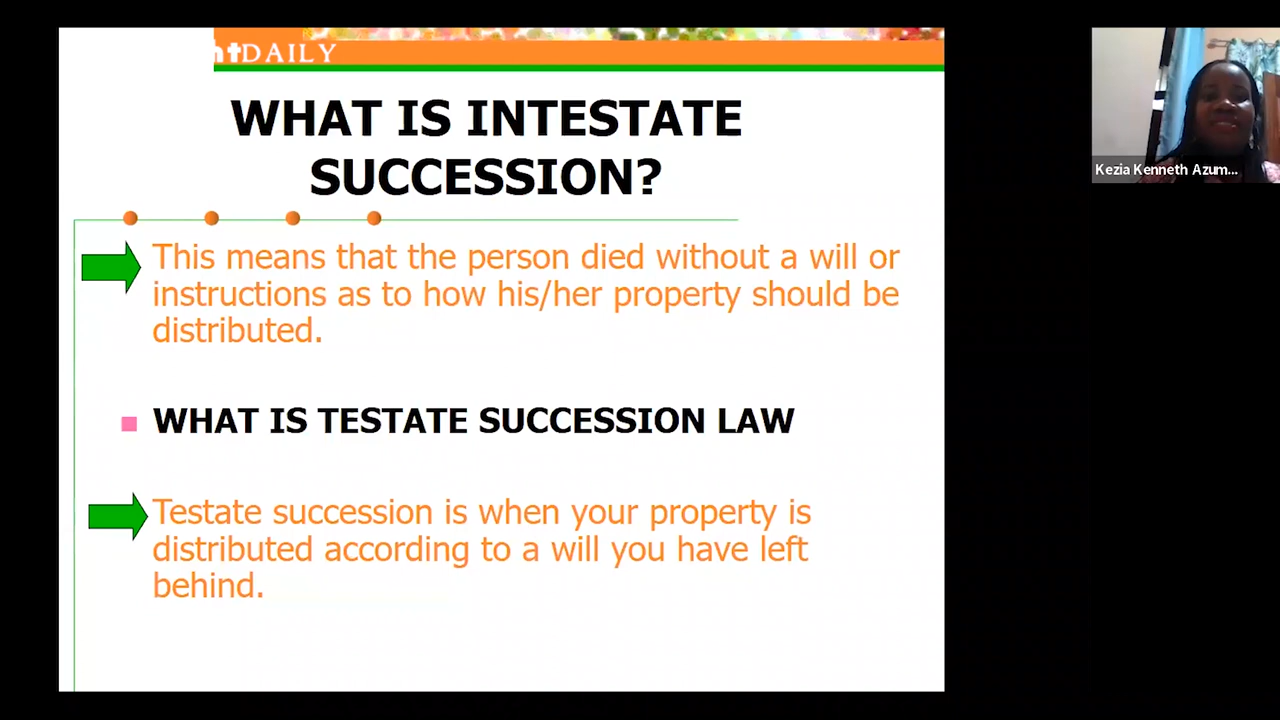 DAILY
WHAT IS INTESTATE
SUCCESSION?
This means that the person died without a will or
instructions as to how his/her property should be
distributed.
WHAT IS TESTATE SUCCESSION LAW
Testate succession is when your property is
distributed according to a will you have left
behind.
Kezia Kenneth Azum...